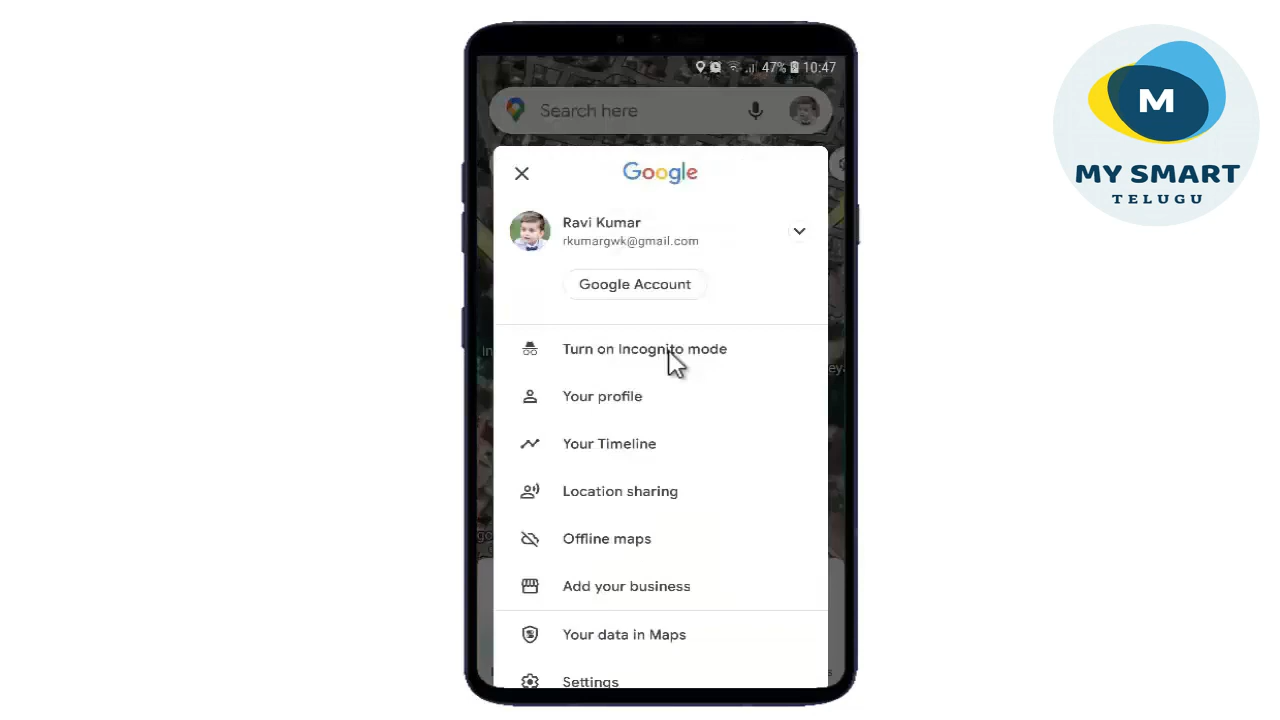 47% 10:47
Search here
Google
Ravi Kumar
rkumargwk@gmail.com
Google Account
Turn on Incognito mode
Your profile
Your Timeline
Location sharing
Offline maps
Add your business
Your data in Maps
Settings
M
MY SMART
TELUGU